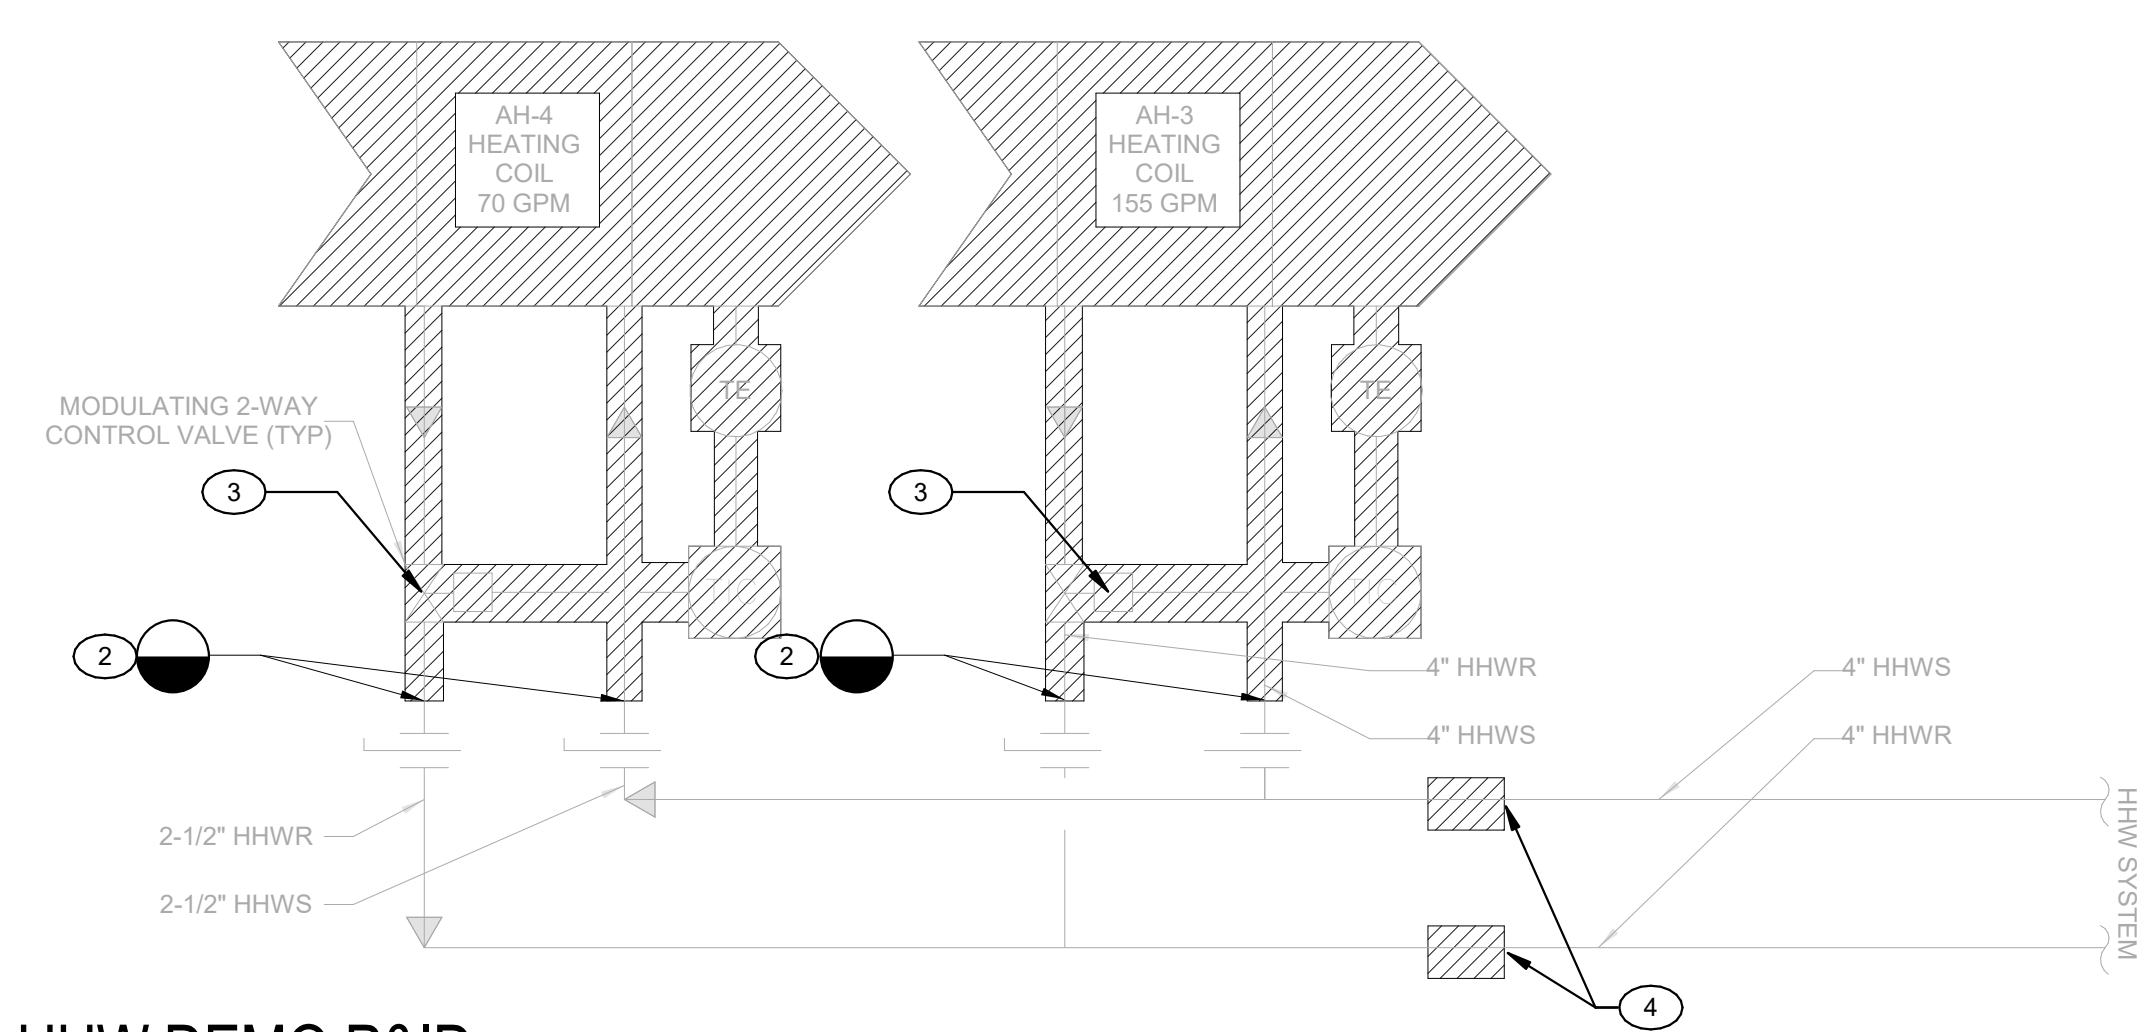 AH-4
HEATING
COIL
70 GPM
AH-3
HEATING
COIL
155 GPM
TE
TE
MODULATING 2-WAY
CONTROL VALVE (TYP)
3
3
TIC
TIC
2
2
4" HHWR
4" HHWS
4" HHWS
4" HHWR
2-1/2" HHWR
2-1/2" HHWS
HHW SYSTEM
4
HHW DEMO P&ID